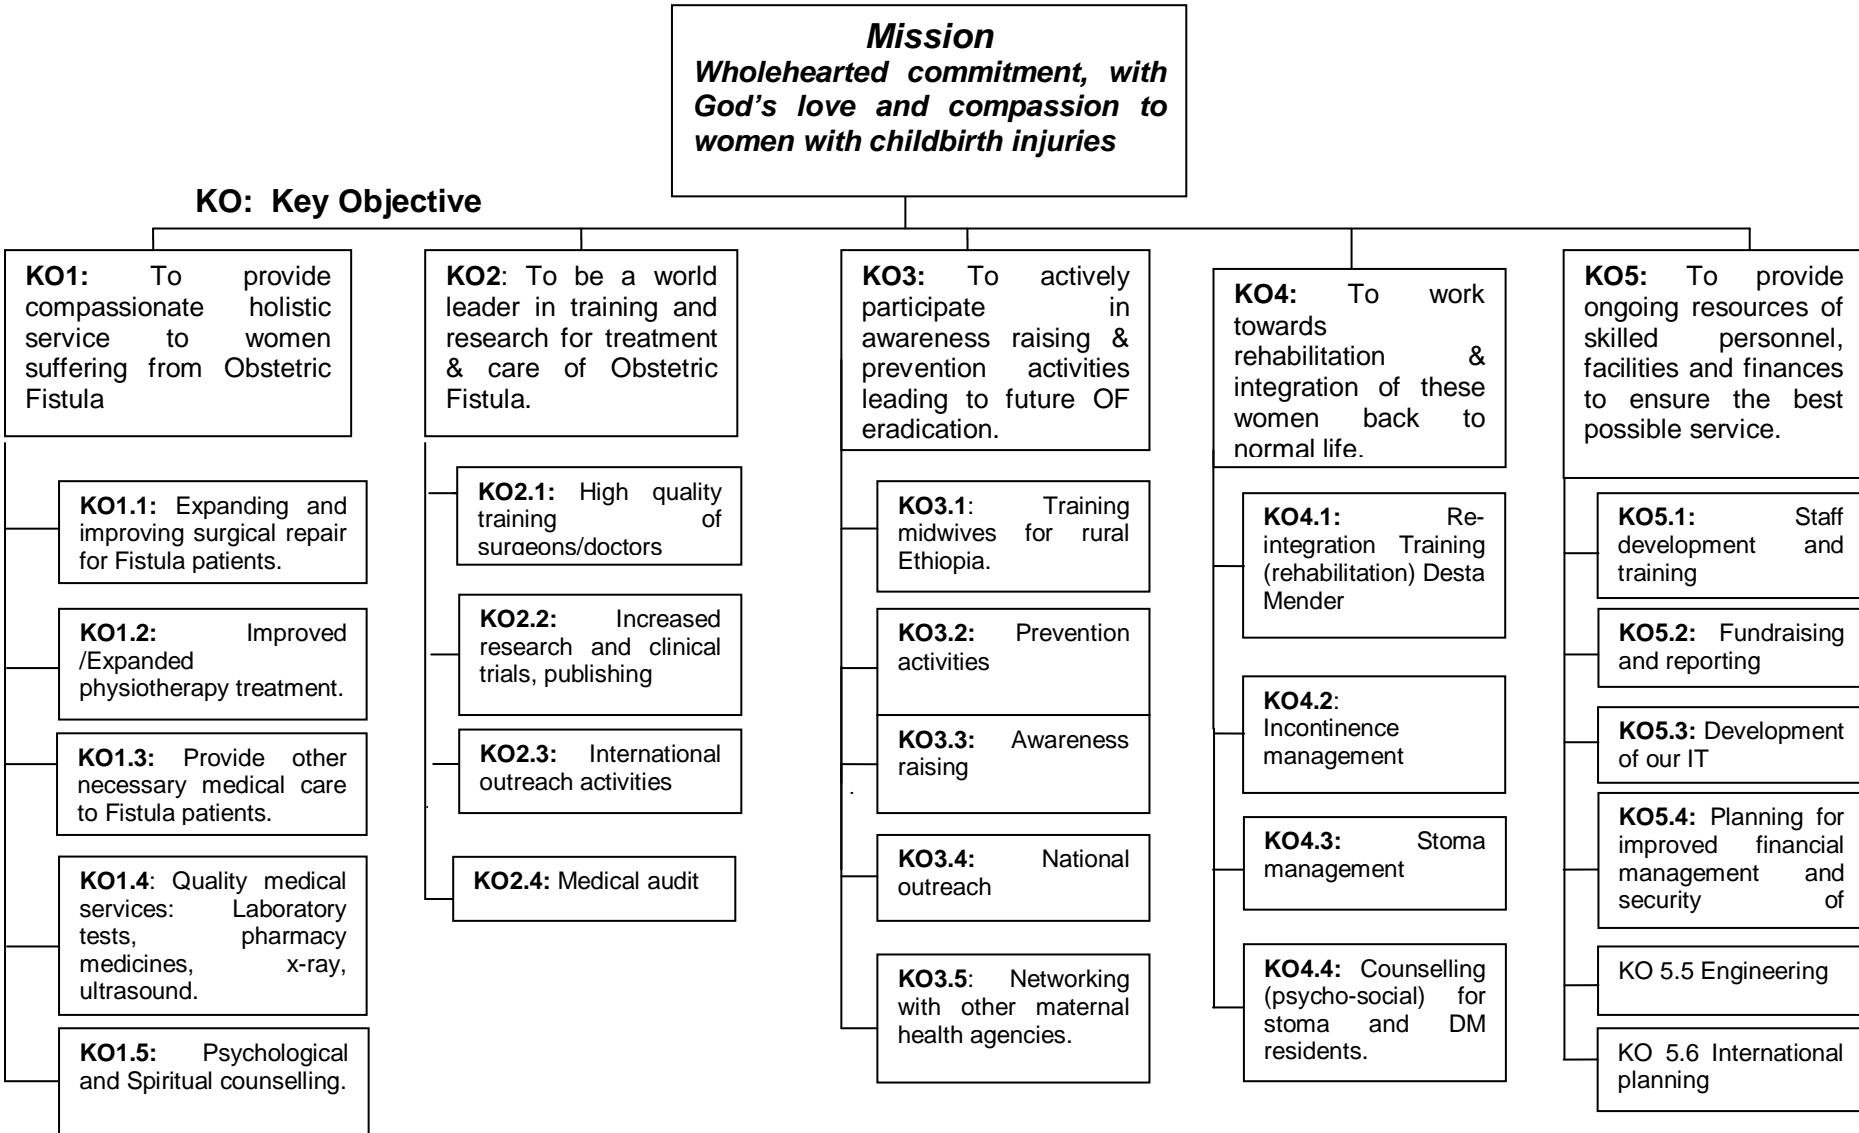 Mission
Wholehearted commitment, with
God’s love and compassion to
women with childbirth injuries
KO: Key Objective
KO1: To provide
compassionate holistic
service to women
suffering from Obstetric
Fistula
KO1.1: Expanding and
improving surgical repair
for Fistula patients.
KO1.2: Improved
/Expanded
physiotherapy treatment.
KO1.3: Provide other
necessary medical care
to Fistula patients.
KO1.4: Quality medical
services: Laboratory
tests, pharmacy
medicines, x-ray,
ultrasound.
KO1.5: Psychological
and Spiritual counselling.
KO2: To be a world
leader in training and
research for treatment
& care of Obstetric
Fistula.
KO2.1: High quality
training of
surgeons/doctors
KO2.2: Increased
research and clinical
trials, publishing
KO2.3: International
outreach activities
KO2.4: Medical audit
KO3: To actively
participate in
awareness raising &
prevention activities
leading to future OF
eradication.
KO3.1: Training
midwives for rural
Ethiopia.
KO3.2: Prevention
activities
KO3.3: Awareness
raising
KO3.4: National
outreach
KO3.5: Networking
with other maternal
health agencies.
KO4: To work
towards
rehabilitation &
integration of these
women back to
normal life.
KO4.1: Re-
integration Training
(rehabilitation) Desta
Mender
KO4.2:
Incontinence
management
KO4.3: Stoma
management
KO4.4: Counselling
(psycho-social) for
stoma and DM
residents.
KO5: To provide
ongoing resources of
skilled personnel,
facilities and finances
to ensure the best
possible service.
KO5.1: Staff
development and
training
KO5.2: Fundraising
and reporting
KO5.3: Development
of our IT
KO5.4: Planning for
improved financial
management and
security of
KO 5.5 Engineering
KO 5.6 International
planning